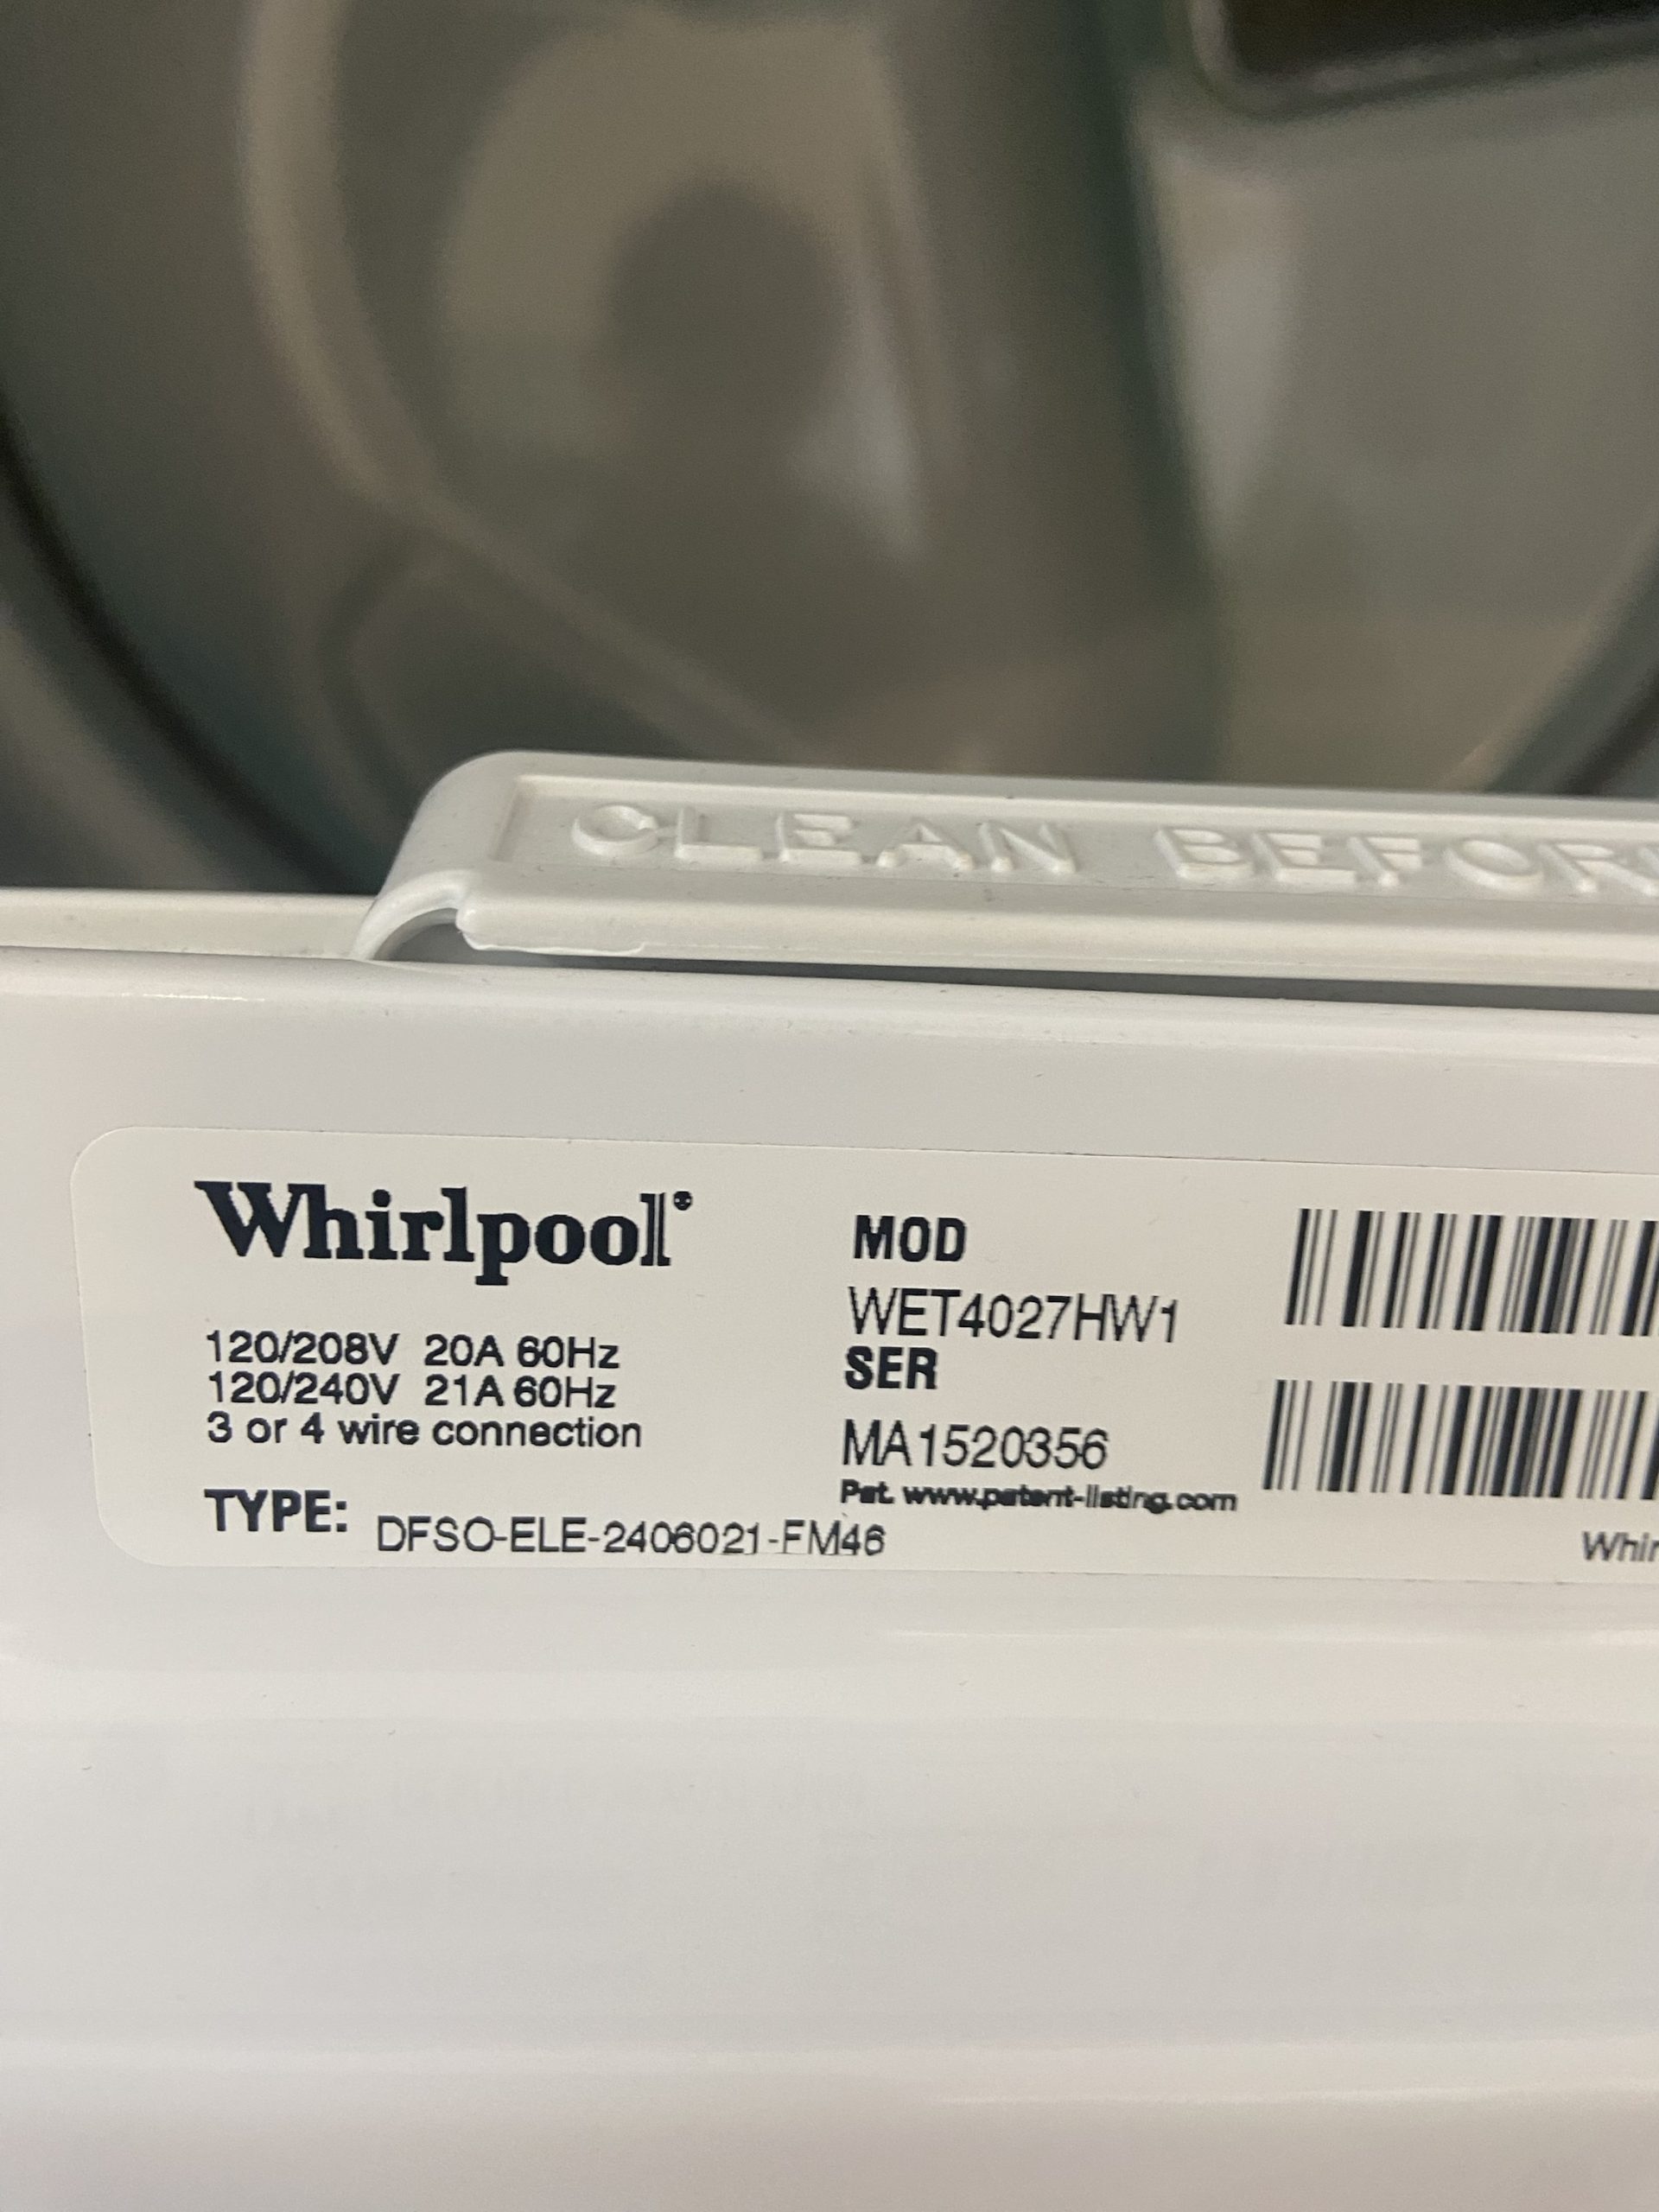 CLEAN BEFOR
Whirlpool
120/208V 20A 60Hz
120/240V 21A 60Hz
3 or 4 wire connection
TYPE: DFSO-ELE-2406021-FM46
MOD
WET4027HW1
SER
MA1520356
Pat. www.patent-listing.com
Whir